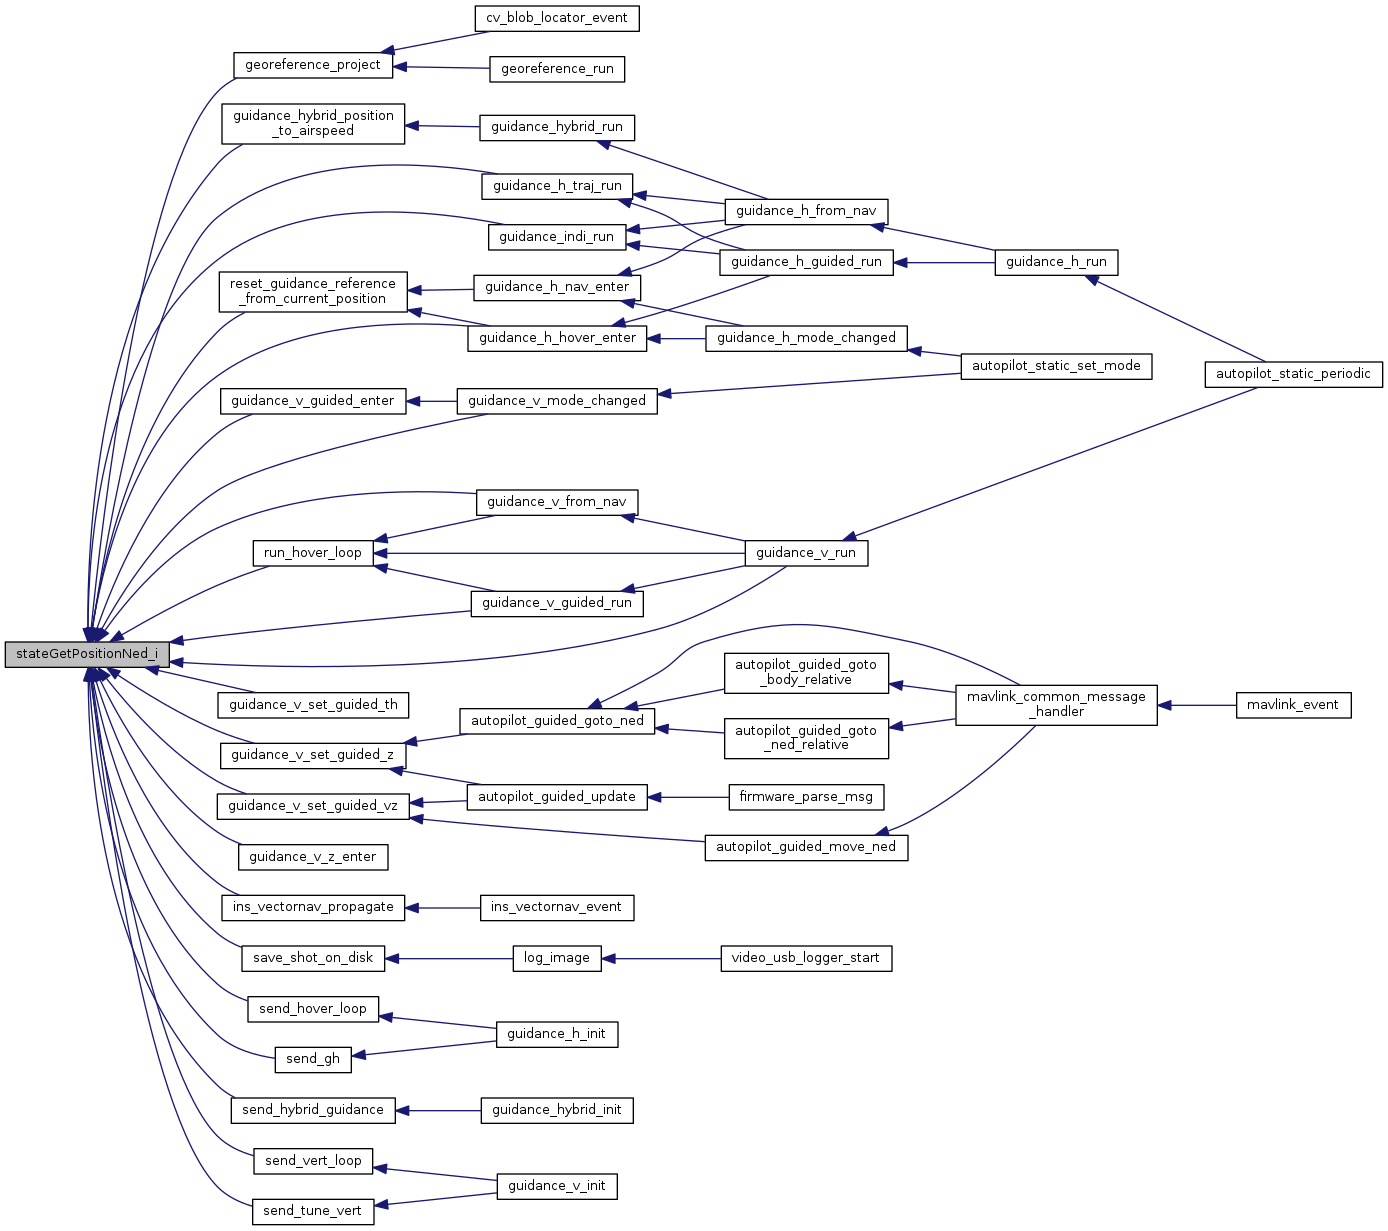 cv_blob_locator_event
georeference_project
georeference_run
guidance_hybrid_position
_to_airspeed
guidance_hybrid_run
guidance_h_traj_run
guidance_h_from_nav
guidance_indi_run
guidance_h_guided_run
guidance_h_run
reset_guidance_reference
_from_current_position
guidance_h_nav_enter
guidance_h_hover_enter
guidance_h_mode_changed
autopilot_static_set_mode
autopilot_static_periodic
guidance_v_guided_enter
guidance_v_mode_changed
guidance_v_from_nav
run_hover_loop
guidance_v_run
guidance_v_guided_run
stateGetPositionNed_i
guidance_v_set_guided_th
autopilot_guided_goto_ned
autopilot_guided_goto
_body_relative
autopilot_guided_goto
_ned_relative
mavlink_common_message
_handler
mavlink_event
guidance_v_set_guided_z
guidance_v_set_guided_vz
autopilot_guided_update
firmware_parse_msg
autopilot_guided_move_ned
guidance_v_z_enter
ins_vectornav_propagate
ins_vectornav_event
save_shot_on_disk
log_image
video_usb_logger_start
send_hover_loop
guidance_h_init
send_gh
send_hybrid_guidance
guidance_hybrid_init
send_vert_loop
guidance_v_init
send_tune_vert